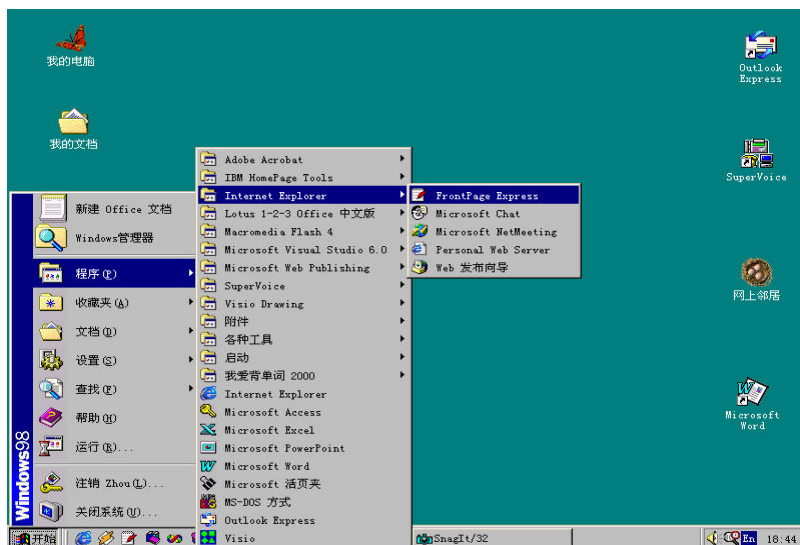 我的电脑
我的文档
Outlook
Express
SuperVoice
网上邻居
Microsoft
Word
Windows98
新建 Office 文档
Windows管理器
程序(P)
收藏夹(A)
文档(D)
设置(S)
查找(F)
帮助(H)
运行(R)...
注销 Zhou(L)...
关闭系统(U)...
Adobe Acrobat
IBM HomePage Tools
Internet Explorer
Lotus 1-2-3 Office 中文版
Macromedia Flash 4
Microsoft Visual Studio 6.0
Microsoft Web Publishing
SuperVoice
Visio Drawing
附件
各种工具
启动
我爱背单词 2000
Internet Explorer
Microsoft Access
Microsoft Excel
Microsoft PowerPoint
Microsoft Word
Microsoft 活页夹
MS-DOS 方式
Outlook Express
Visio
FrontPage Express
Microsoft Chat
Microsoft NetMeeting
Personal Web Server
Web 发布向导
开始
SnagIt/32
En
18:44